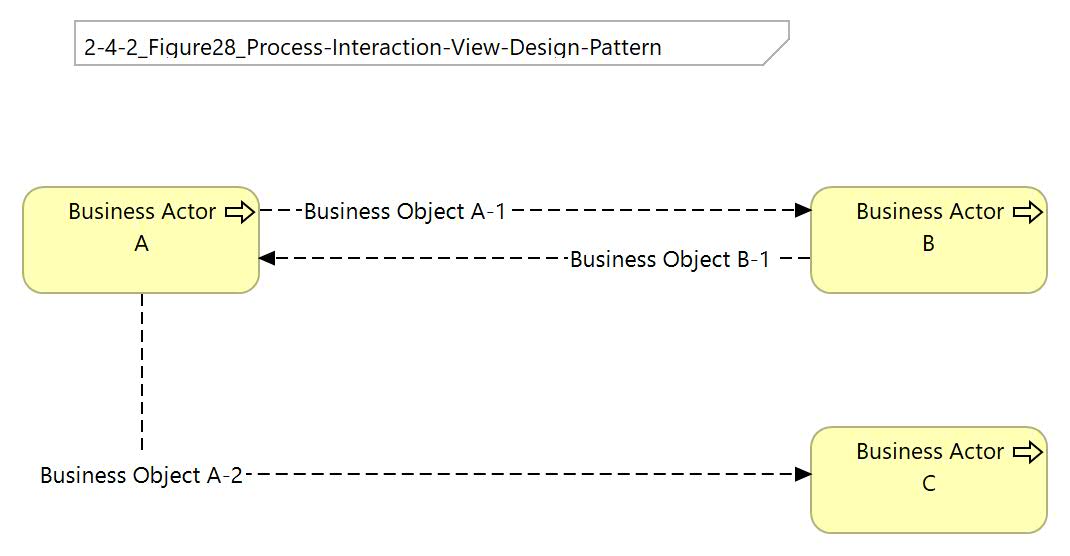 2-4-2_Figure28_Process-Interaction-View-Design-Pattern
Business Actor
A
Business Object A-1
Business Actor
B
Business Object B-1
Business Object A-2
Business Actor
C